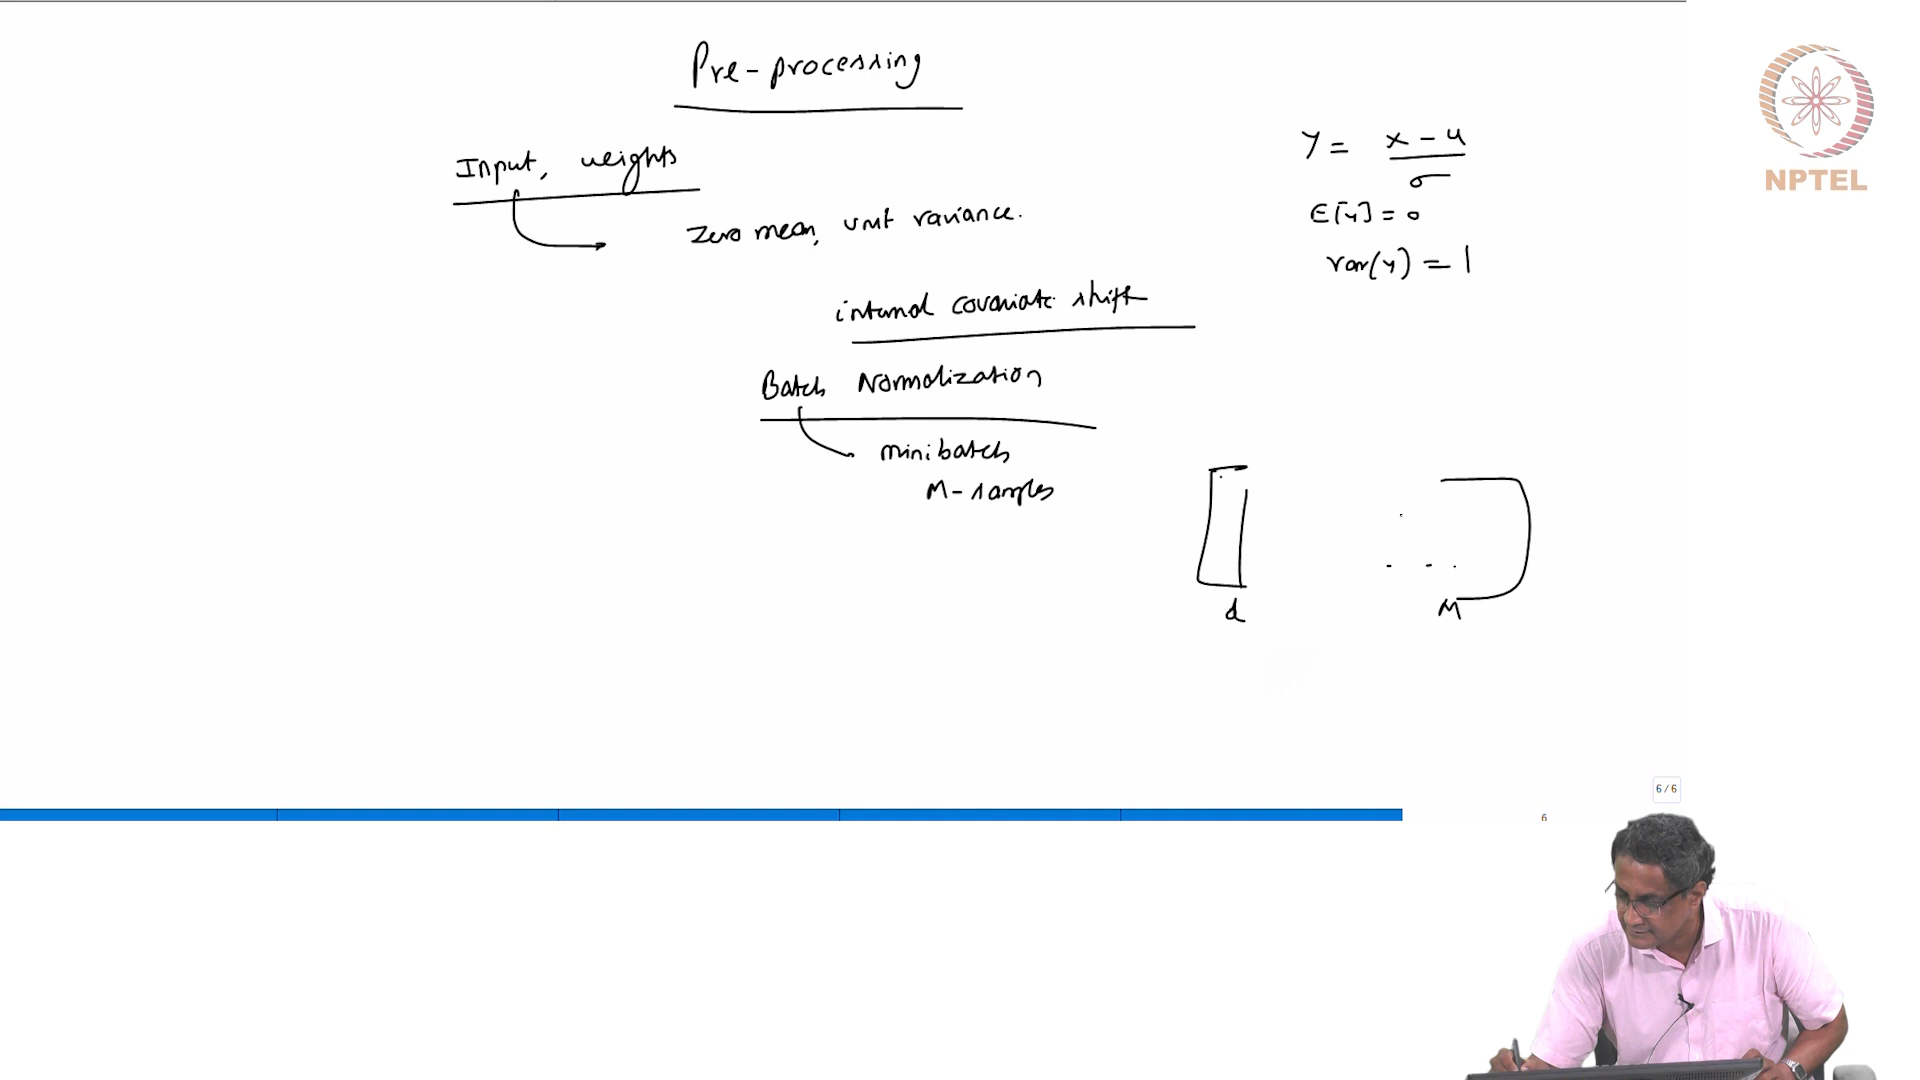 Pre-processing
Input, weights
zero mean, unit variance.
Y = x - μ / σ
E[Y] = 0
var(Y) = 1
internal covariate shift
Batch Normalization
minibatch
M-samples
d
M
NPTEL
6 / 6
6